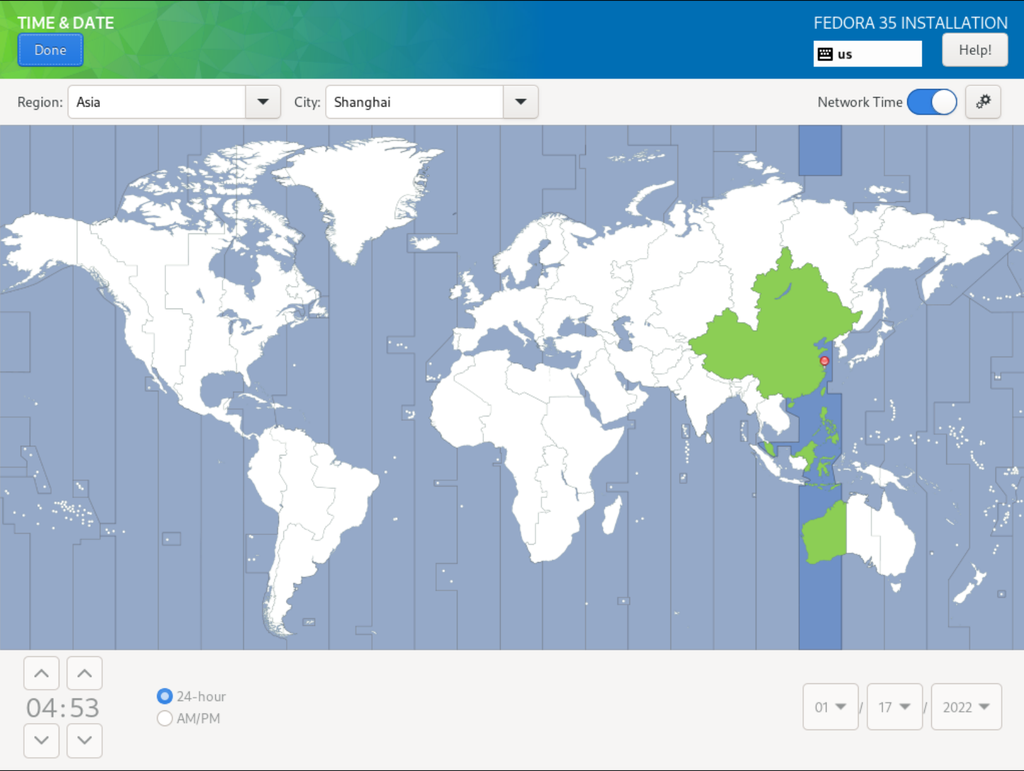 TIME & DATE
FEDORA 35 INSTALLATION
Done
us
Help!
Region: Asia City: Shanghai Network Time
04:53
24-hour
AM/PM
01 / 17 / 2022